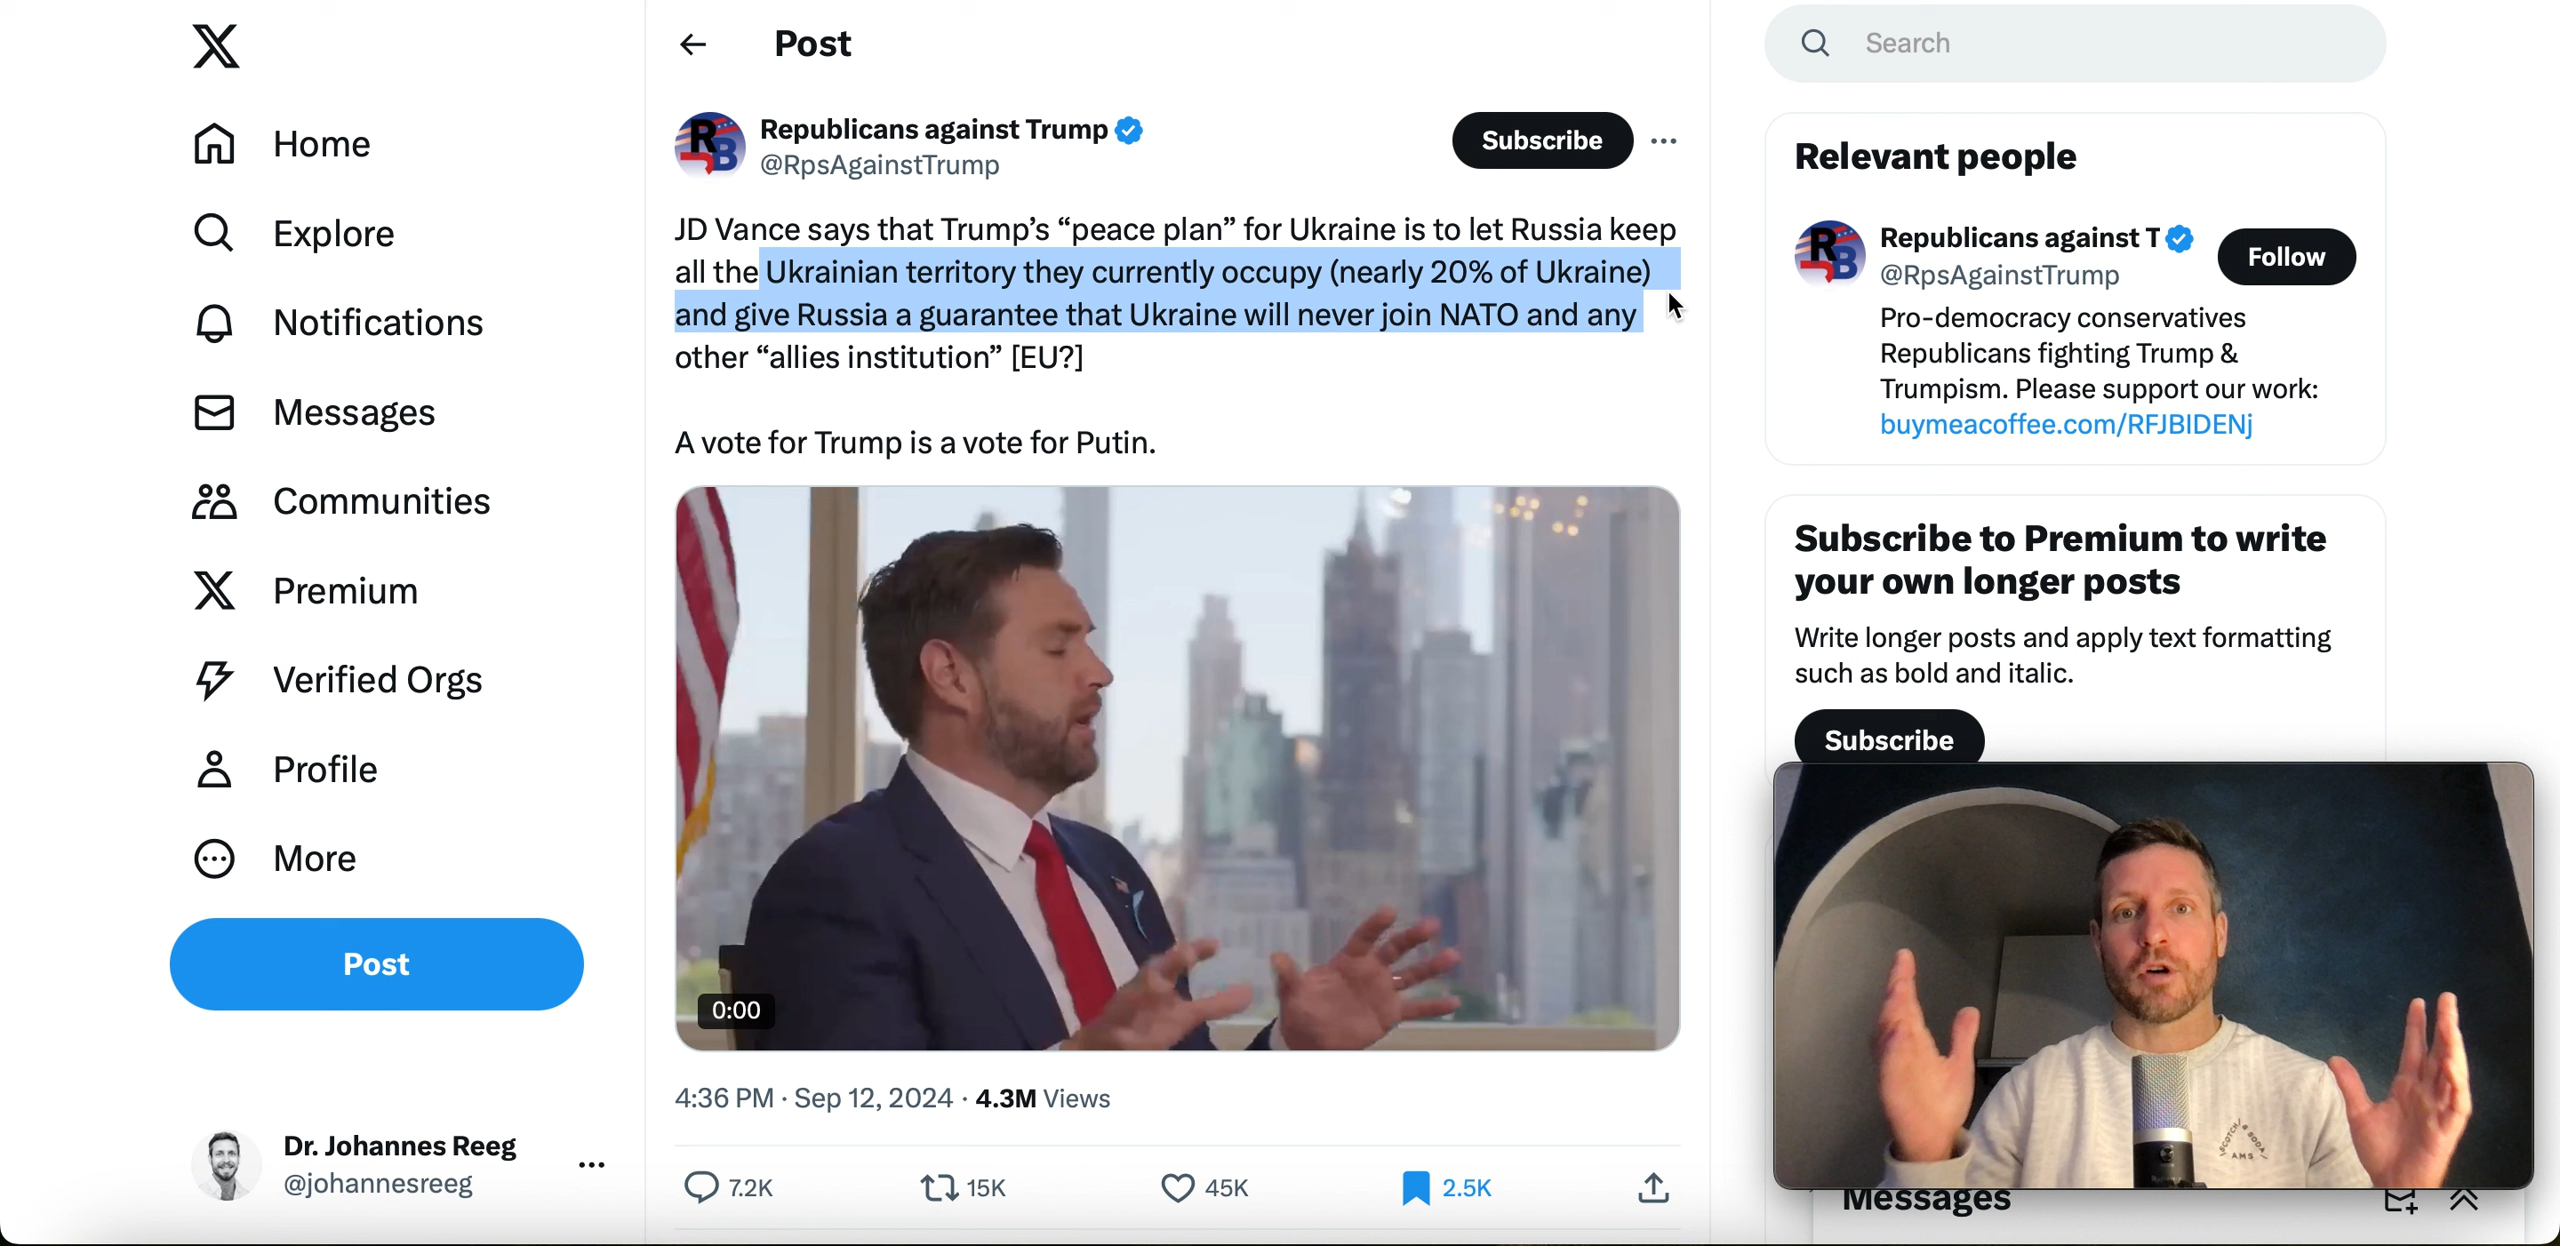 Home
Explore
Notifications
Messages
Communities
Premium
Verified Orgs
Profile
More
Post
Dr. Johannes Reeg
@johannesreeg
Post
Republicans against Trump
@RpsAgainstTrump
Subscribe
JD Vance says that Trump’s “peace plan” for Ukraine is to let Russia keep
all the Ukrainian territory they currently occupy (nearly 20% of Ukraine)
and give Russia a guarantee that Ukraine will never join NATO and any
other “allies institution” [EU?]
A vote for Trump is a vote for Putin.
0:00
4:36 PM · Sep 12, 2024 · 4.3M Views
7.2K 15K 45K 2.5K
Search
Relevant people
Republicans against T
@RpsAgainstTrump
Follow
Pro-democracy conservatives
Republicans fighting Trump &
Trumpism. Please support our work:
buymeacoffee.com/RFJBIDENj
Subscribe to Premium to write
your own longer posts
Write longer posts and apply text formatting
such as bold and italic.
Subscribe
SCOTCH & SODA
AMS
Messages